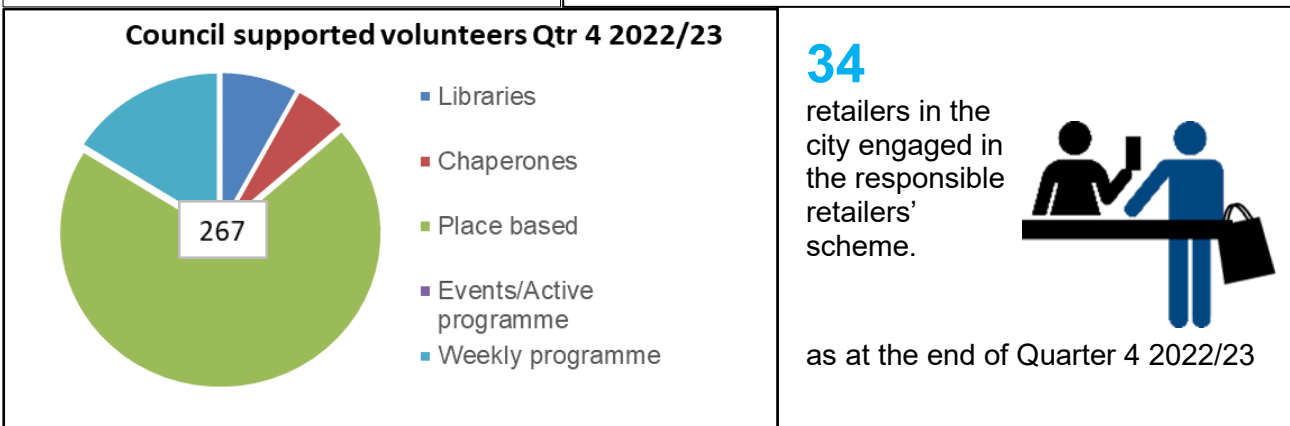 Council supported volunteers Qtr 4 2022/23
Libraries
Chaperones
Place based
Events/Active
programme
Weekly programme
267
34
retailers in the
city engaged in
the responsible
retailers’
scheme.
as at the end of Quarter 4 2022/23